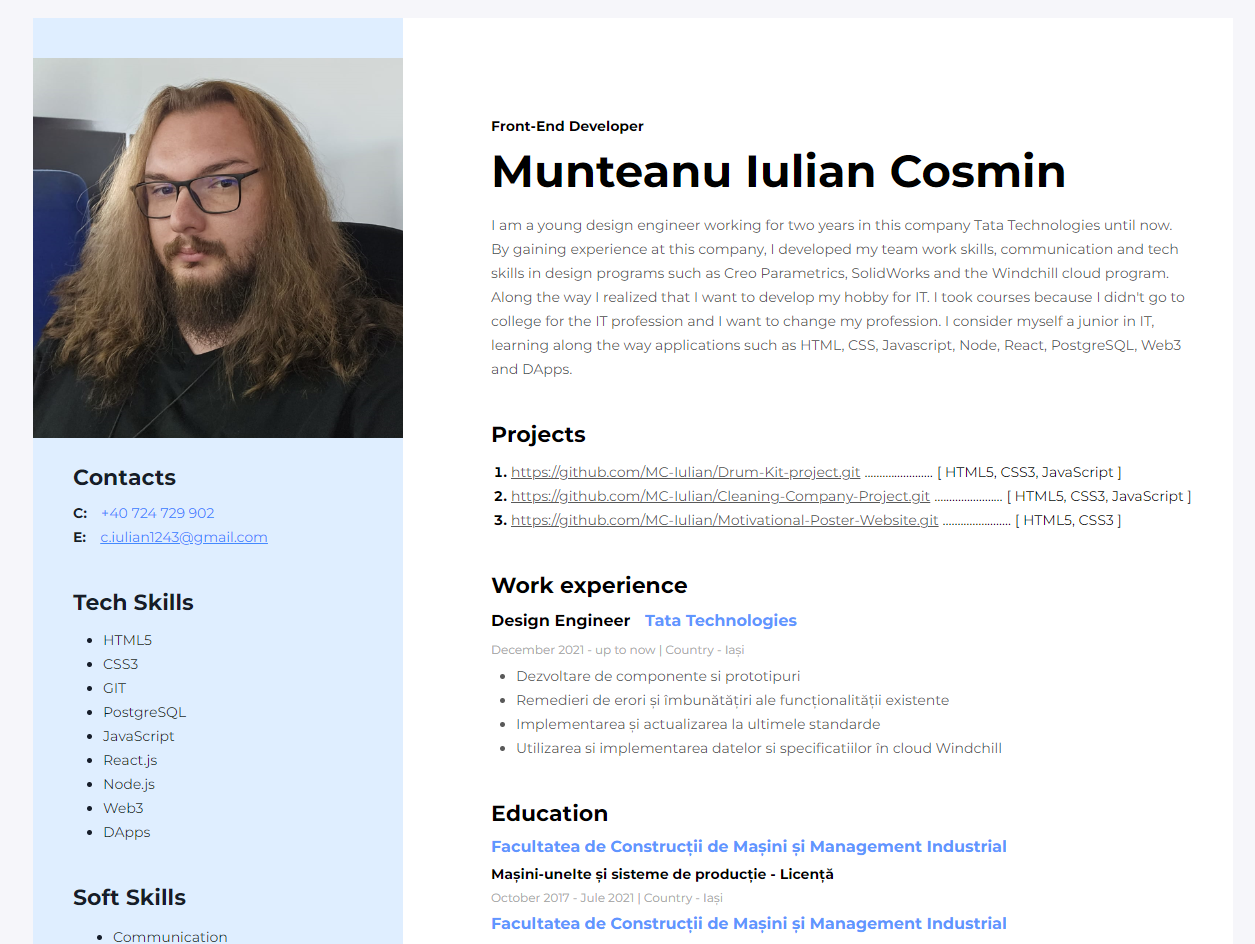 Front-End Developer
Munteanu Iulian Cosmin
I am a young design engineer working for two years in this company Tata Technologies until now.
By gaining experience at this company, I developed my team work skills, communication and tech
skills in design programs such as Creo Parametrics, SolidWorks and the Windchill cloud program.
Along the way I realized that I want to develop my hobby for IT. I took courses because I didn't go to
college for the IT profession and I want to change my profession. I consider myself a junior in IT,
learning along the way applications such as HTML, CSS, Javascript, Node, React, PostgreSQL, Web3
and DApps.
Projects
1. https://github.com/MC-Iulian/Drum-Kit-project.git ....................... [ HTML5, CSS3, JavaScript ]
2. https://github.com/MC-Iulian/Cleaning-Company-Project.git ....................... [ HTML5, CSS3, JavaScript ]
3. https://github.com/MC-Iulian/Motivational-Poster-Website.git ....................... [ HTML5, CSS3 ]
Work experience
Design Engineer Tata Technologies
December 2021 - up to now | Country - Iași
• Dezvoltare de componente si prototipuri
• Remedieri de erori și îmbunătățiri ale funcționalității existente
• Implementarea și actualizarea la ultimele standarde
• Utilizarea si implementarea datelor si specificatiilor în cloud Windchill
Education
Facultatea de Construcții de Mașini și Management Industrial
Mașini-unelte și sisteme de producție - Licență
October 2017 - Jule 2021 | Country - Iași
Facultatea de Construcții de Mașini și Management Industrial
Contacts
C: +40 724 729 902
E: c.iulian1243@gmail.com
Tech Skills
• HTML5
• CSS3
• GIT
• PostgreSQL
• JavaScript
• React.js
• Node.js
• Web3
• DApps
Soft Skills
• Communication